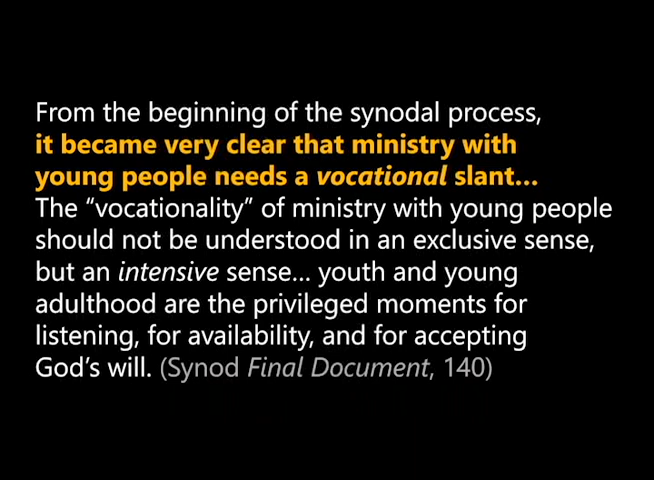 From the beginning of the synodal process,
it became very clear that ministry with
young people needs a vocational slant...
The “vocationality” of ministry with young people
should not be understood in an exclusive sense,
but an intensive sense... youth and young
adulthood are the privileged moments for
listening, for availability, and for accepting
God’s will. (Synod Final Document, 140)